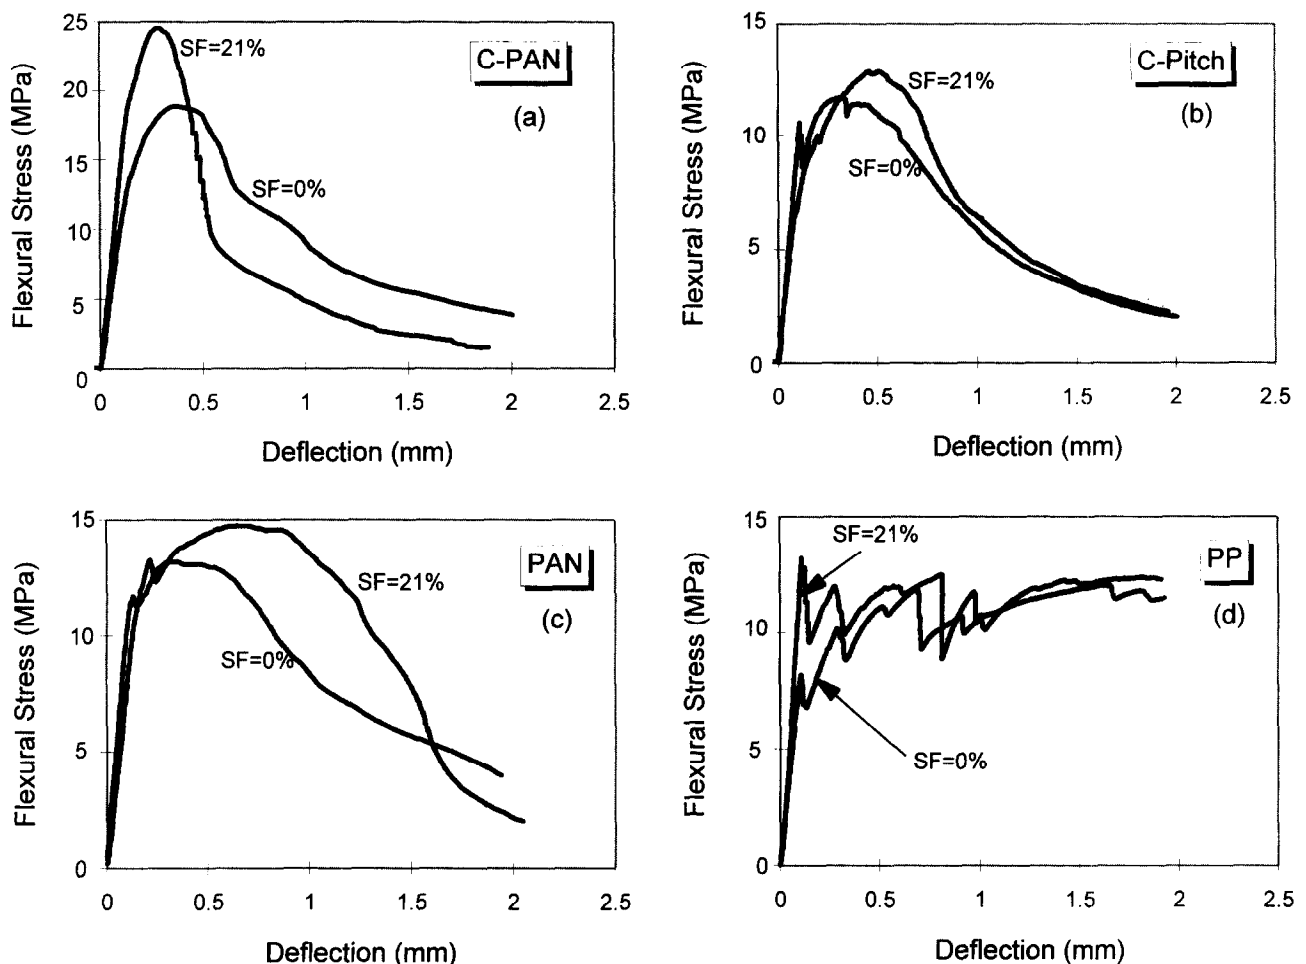 25
20
15
10
5
0
Flexural Stress (MPa)
SF=21%
SF=0%
C-PAN
(a)
0 0.5 1 1.5 2 2.5
Deflection (mm)
15
10
5
0
Flexural Stress (MPa)
SF=21%
SF=0%
C-Pitch
(b)
0 0.5 1 1.5 2 2.5
Deflection (mm)
15
10
5
0
Flexural Stress (MPa)
SF=21%
SF=0%
PAN
(c)
0 0.5 1 1.5 2 2.5
Deflection (mm)
15
10
5
0
Flexural Stress (MPa)
SF=21%
SF=0%
PP
(d)
0 0.5 1 1.5 2 2.5
Deflection (mm)